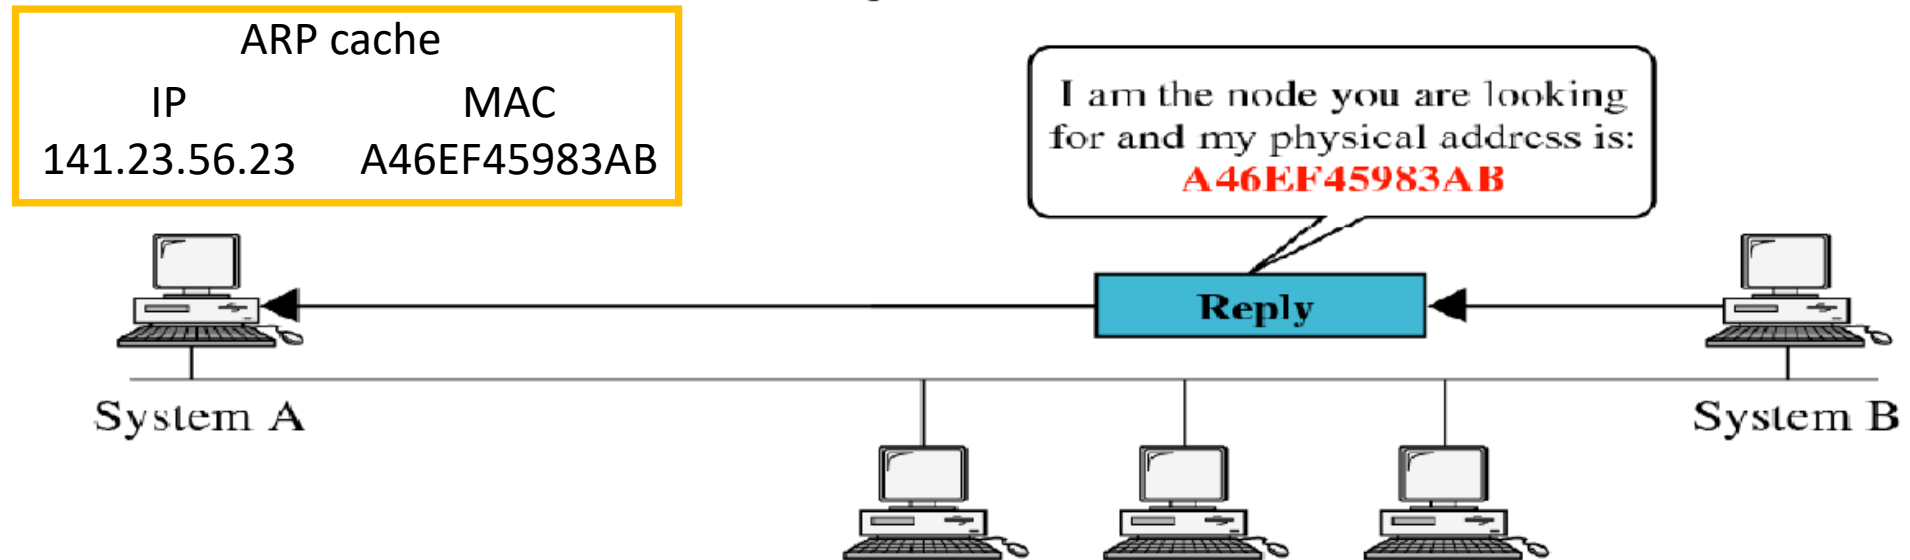 ARP cache
IP MAC
141.23.56.23 A46EF45983AB
I am the node you are looking
for and my physical address is:
A46EF45983AB
Reply
System A
System B